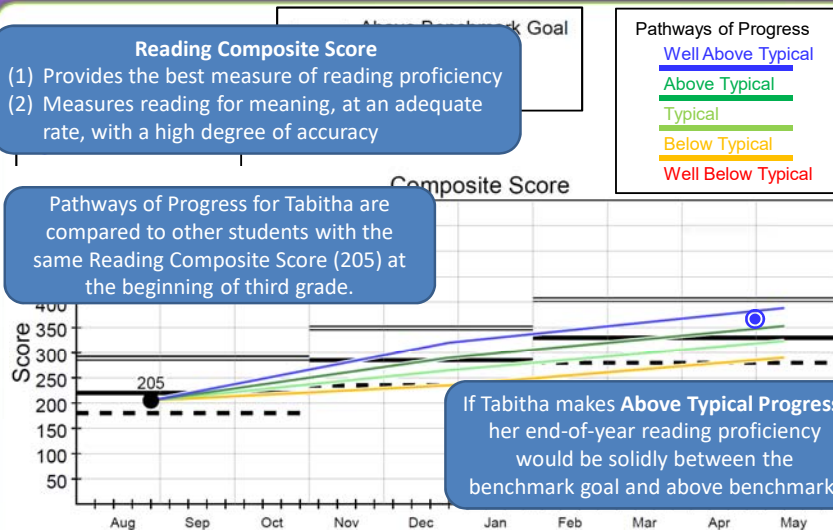 Above Benchmark Goal
Reading Composite Score
(1) Provides the best measure of reading proficiency
(2) Measures reading for meaning, at an adequate
rate, with a high degree of accuracy
Pathways of Progress
Well Above Typical
Above Typical
Typical
Below Typical
Well Below Typical
Composite Score
Pathways of Progress for Tabitha are
compared to other students with the
same Reading Composite Score (205) at
the beginning of third grade.
Score
400
350
300
250
200
150
100
50
205
If Tabitha makes Above Typical Progress
her end-of-year reading proficiency
would be solidly between the
benchmark goal and above benchmark
Aug Sep Oct Nov Dec Jan Feb Mar Apr May